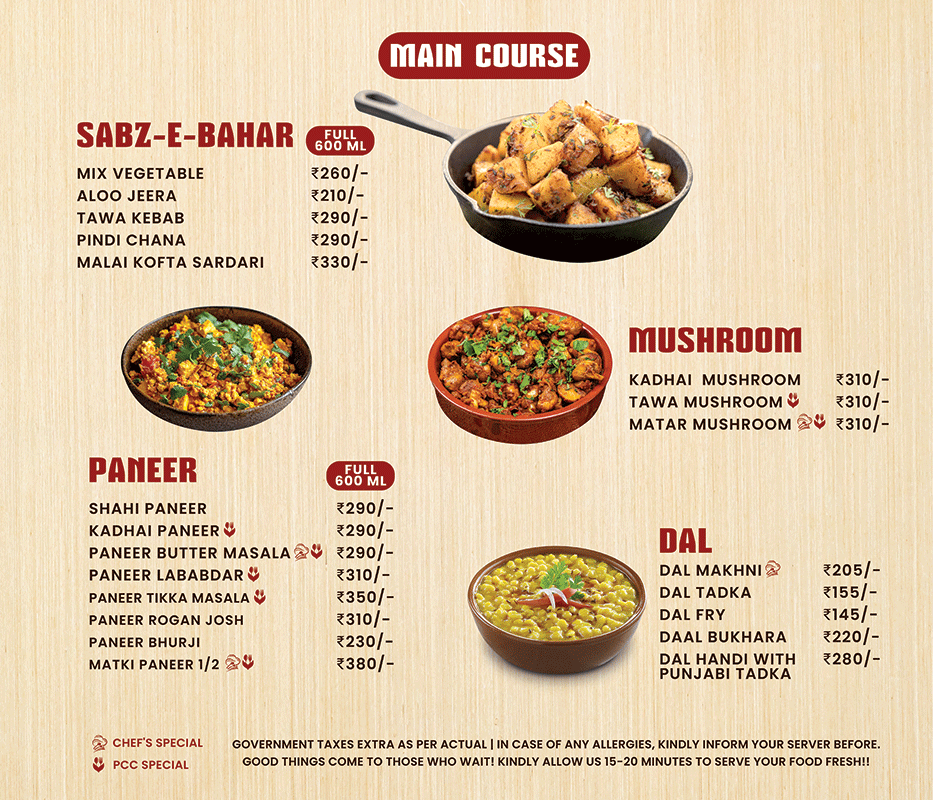 MAIN COURSE
SABZ-E-BAHAR
FULL
600 ML
MIX VEGETABLE ₹260/-
ALOO JEERA ₹210/-
TAWA KEBAB ₹290/-
PINDI CHANA ₹290/-
MALAI KOFTA SARDARI ₹330/-
MUSHROOM
KADHAI MUSHROOM ₹310/-
TAWA MUSHROOM ₹310/-
MATAR MUSHROOM ₹310/-
PANEER
FULL
600 ML
SHAHI PANEER ₹290/-
KADHAI PANEER ₹290/-
PANEER BUTTER MASALA ₹290/-
PANEER LABABDAR ₹310/-
PANEER TIKKA MASALA ₹350/-
PANEER ROGAN JOSH ₹310/-
PANEER BHURJI ₹230/-
MATKI PANEER 1/2 ₹380/-
DAL
DAL MAKHNI ₹205/-
DAL TADKA ₹155/-
DAL FRY ₹145/-
DAAL BUKHARA ₹220/-
DAL HANDI WITH ₹280/-
PUNJABI TADKA
CHEF'S SPECIAL
PCC SPECIAL
GOVERNMENT TAXES EXTRA AS PER ACTUAL | IN CASE OF ANY ALLERGIES, KINDLY INFORM YOUR SERVER BEFORE.
GOOD THINGS COME TO THOSE WHO WAIT! KINDLY ALLOW US 15-20 MINUTES TO SERVE YOUR FOOD FRESH!!